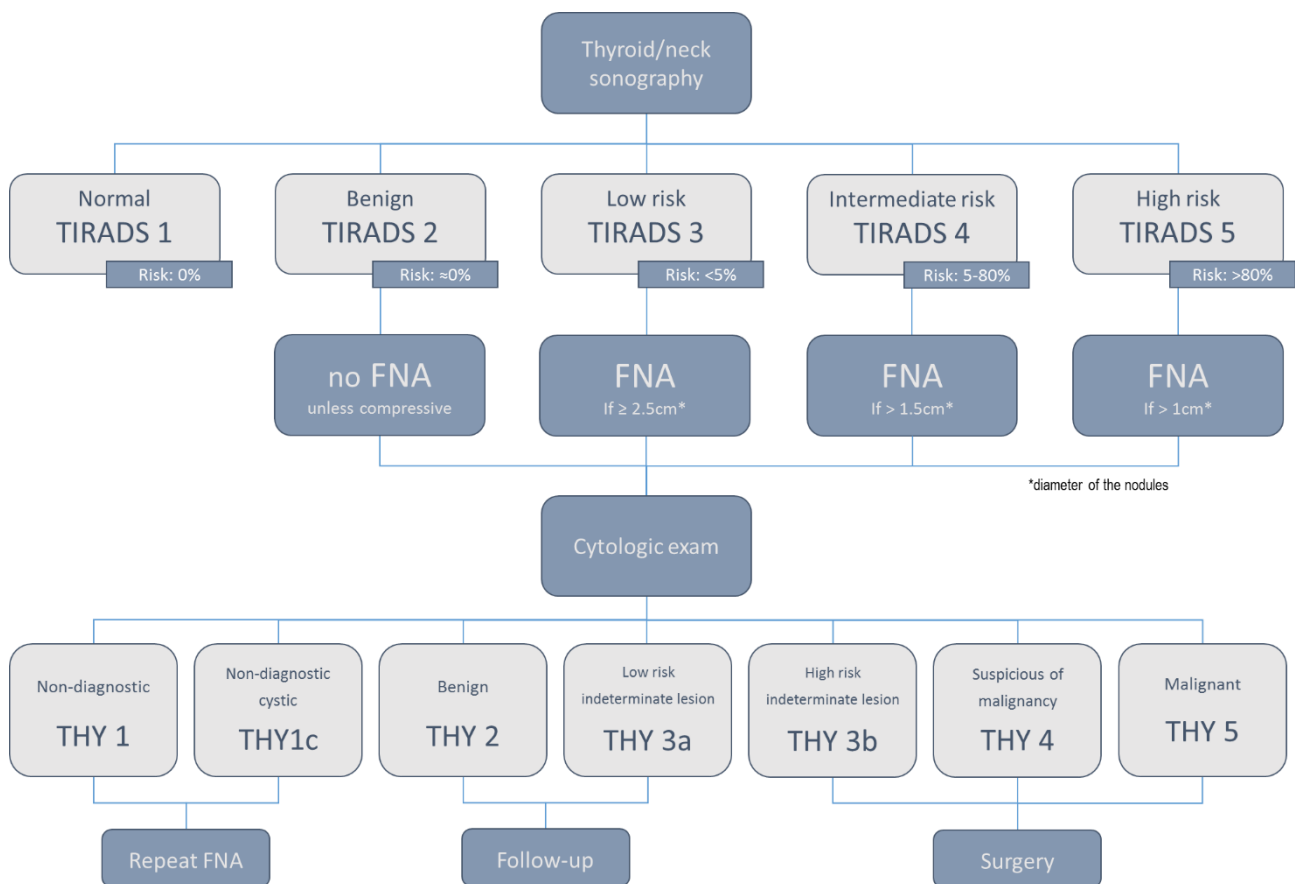 Thyroid/neck
sonography
Normal
TIRADS 1
Risk: 0%
Benign
TIRADS 2
Risk: ≈0%
Low risk
TIRADS 3
Risk: <5%
Intermediate risk
TIRADS 4
Risk: 5-80%
High risk
TIRADS 5
Risk: >80%
no FNA
unless compressive
FNA
If ≥ 2.5cm*
FNA
If > 1.5cm*
FNA
If > 1cm*
*diameter of the nodules
Cytologic exam
Non-diagnostic
THY 1
Non-diagnostic
cystic
THY1c
Benign
THY 2
Low risk
indeterminate lesion
THY 3a
High risk
indeterminate lesion
THY 3b
Suspicious of
malignancy
THY 4
Malignant
THY 5
Repeat FNA
Follow-up
Surgery